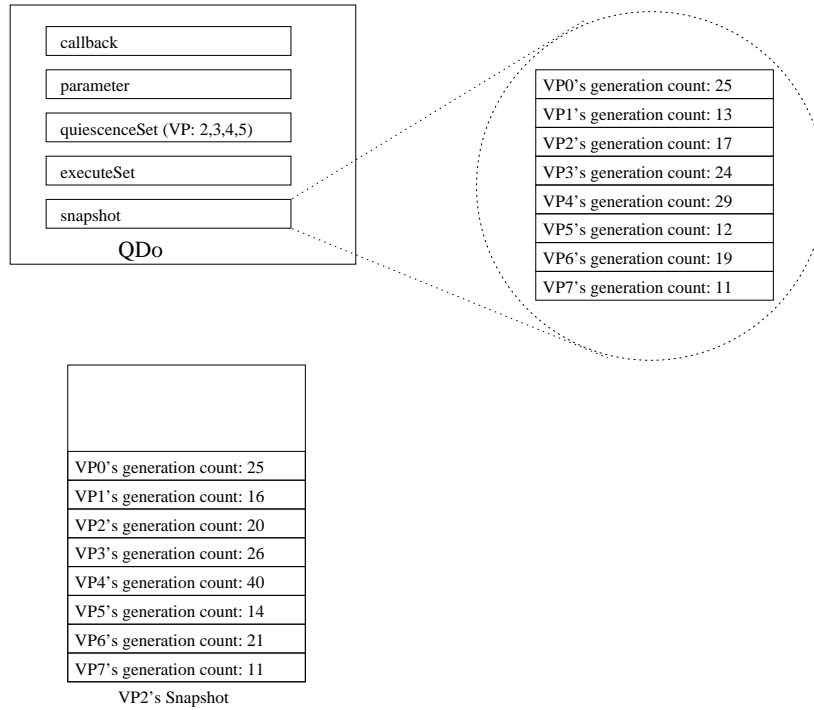 callback
parameter
quiescenceSet (VP: 2,3,4,5)
executeSet
snapshot
QDo
VP0's generation count: 25
VP1's generation count: 13
VP2's generation count: 17
VP3's generation count: 24
VP4's generation count: 29
VP5's generation count: 12
VP6's generation count: 19
VP7's generation count: 11
VP0's generation count: 25
VP1's generation count: 16
VP2's generation count: 20
VP3's generation count: 26
VP4's generation count: 40
VP5's generation count: 14
VP6's generation count: 21
VP7's generation count: 11
VP2's Snapshot